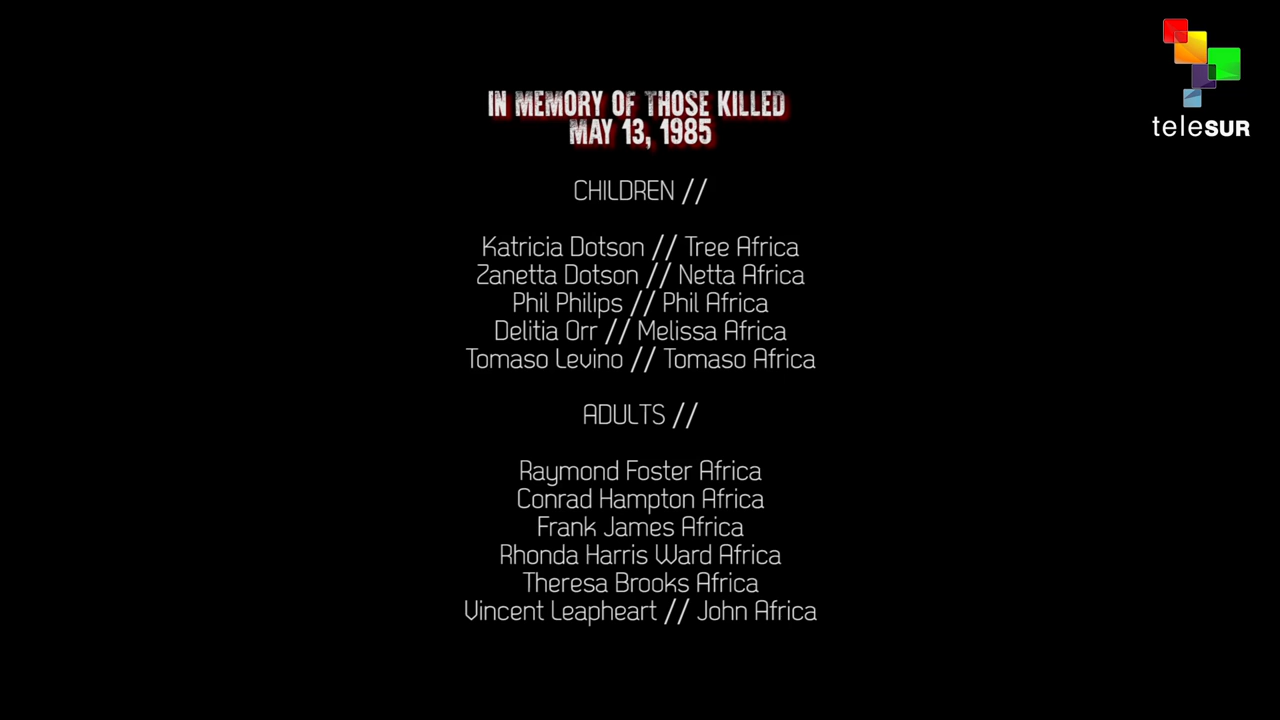 IN MEMORY OF THOSE KILLED
MAY 13, 1985
CHILDREN //
Katricia Dotson // Tree Africa
Zanetta Dotson // Netta Africa
Phil Philips // Phil Africa
Delitia Orr // Melissa Africa
Tomaso Levino // Tomaso Africa
ADULTS //
Raymond Foster Africa
Conrad Hampton Africa
Frank James Africa
Rhonda Harris Ward Africa
Theresa Brooks Africa
Vincent Leapheart // John Africa
teleSUR